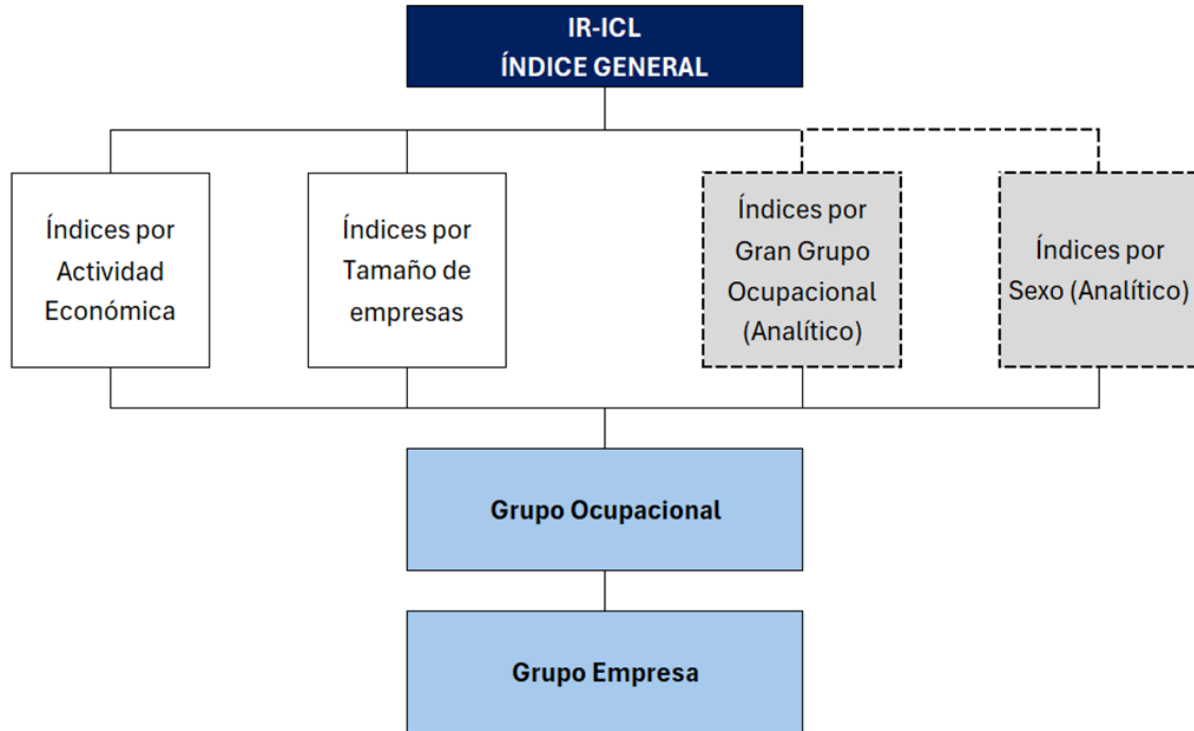 IR-ICL
ÍNDICE GENERAL
Índices por
Actividad
Económica
Índices por
Tamaño de
empresas
Índices por
Gran Grupo
Ocupacional
(Analítico)
Índices por
Sexo (Analítico)
Grupo Ocupacional
Grupo Empresa